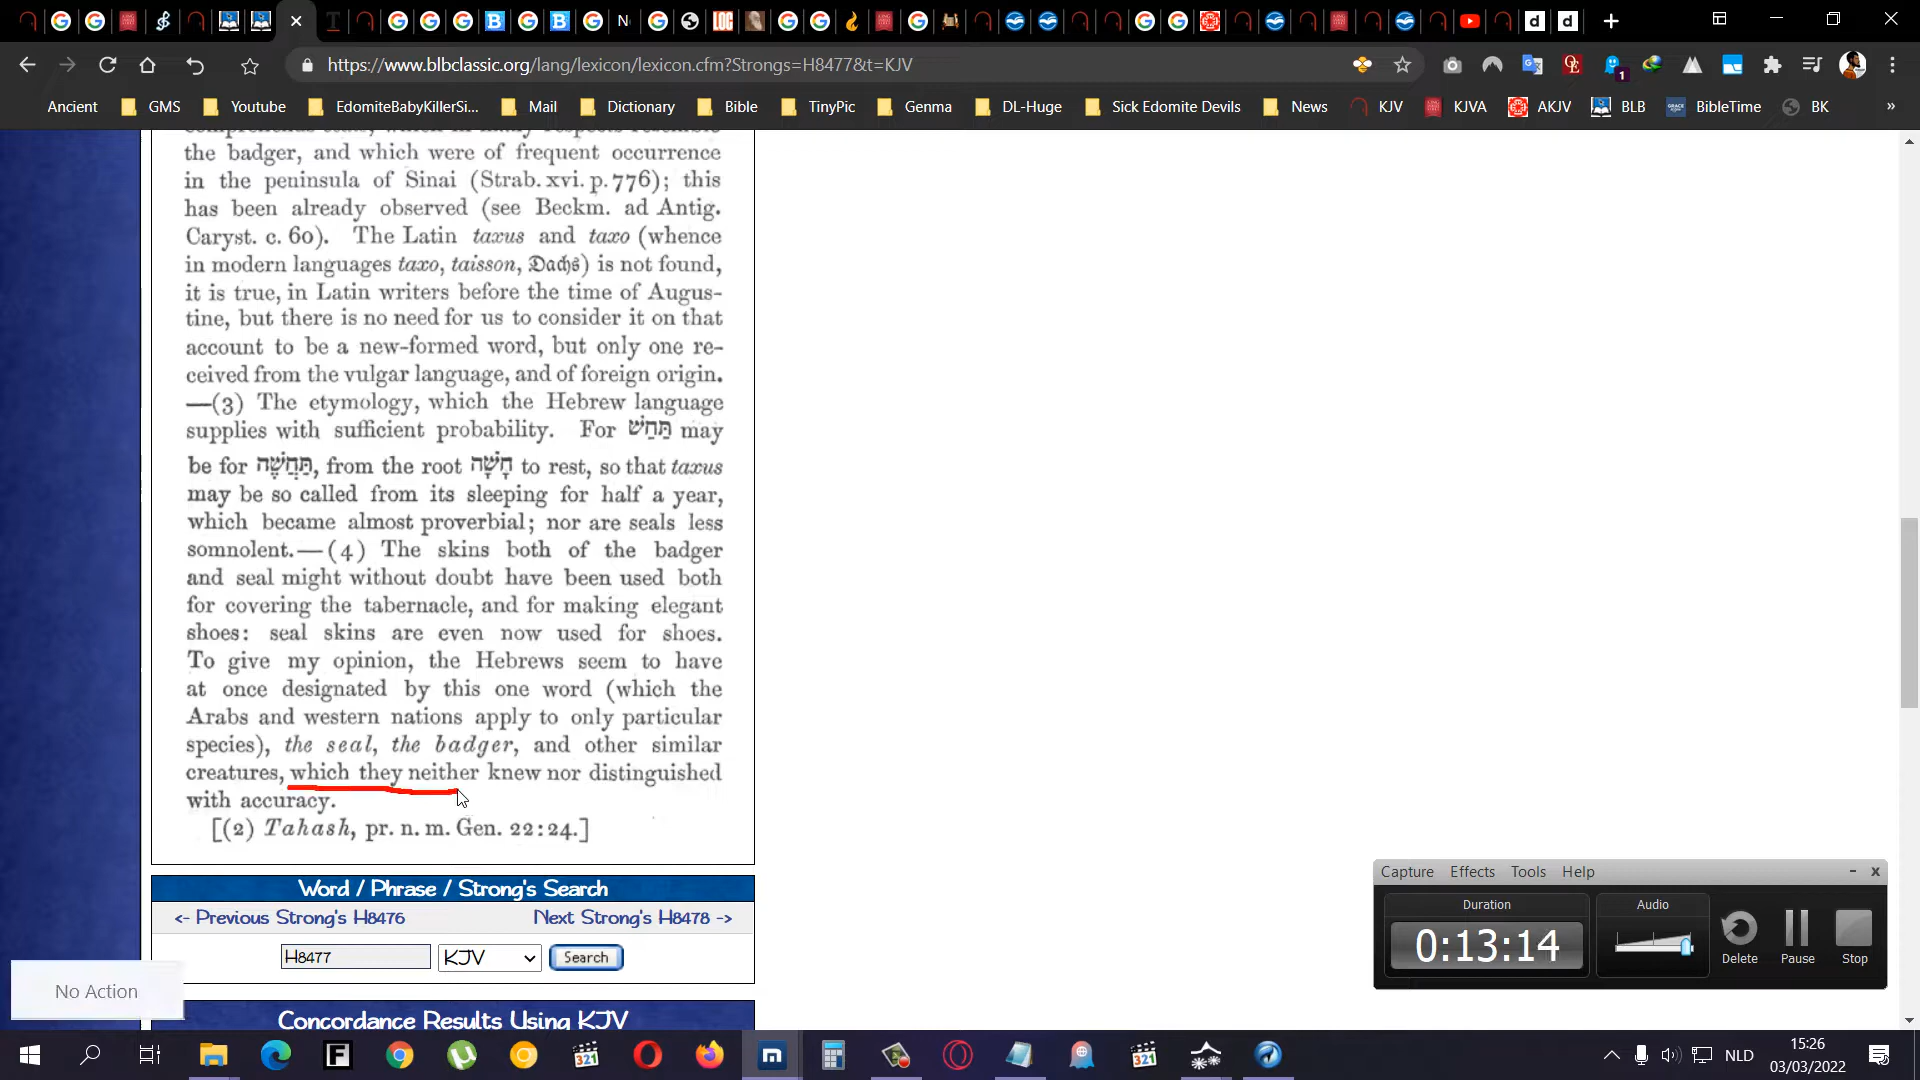 https://www.blbclassic.org/lang/lexicon/lexicon.cfm?Strongs=H8477&t=KJV
1
Ancient GMS Youtube EdomiteBabyKillerSi... Mail Dictionary Bible TinyPic Genma DL-Huge Sick Edomite Devils News KJV KJVA AKJV BLB BibleTime BK »
the badger, and which were of frequent occurrence
in the peninsula of Sinai (Strab. xvi. p. 776); this
has been already observed (see Beckm. ad Antig.
Caryst. c. 60). The Latin taxus and taxo (whence
in modern languages taxo, taisson, Dachs) is not found,
it is true, in Latin writers before the time of Augus-
tine, but there is no need for us to consider it on that
account to be a new-formed word, but only one re-
ceived from the vulgar language, and of foreign origin.
—(3) The etymology, which the Hebrew language
supplies with sufficient probability. For תַּחַשׁ may
be for תַּחֲשֶׁה, from the root חָשָׁה to rest, so that taxus
may be so called from its sleeping for half a year,
which became almost proverbial; nor are seals less
somnolent.—(4) The skins both of the badger
and seal might without doubt have been used both
for covering the tabernacle, and for making elegant
shoes: seal skins are even now used for shoes.
To give my opinion, the Hebrews seem to have
at once designated by this one word (which the
Arabs and western nations apply to only particular
species), the seal, the badger, and other similar
creatures, which they neither knew nor distinguished
with accuracy.
[(2) Tahash, pr. n. m. Gen. 22:24.]
Word / Phrase / Strong's Search
<- Previous Strong's H8476 Next Strong's H8478 ->
H8477 KJV Search
Concordance Results Using KJV
No Action
Capture Effects Tools Help
Duration Audio
0:13:14
Delete Pause Stop
NLD
15:26
03/03/2022